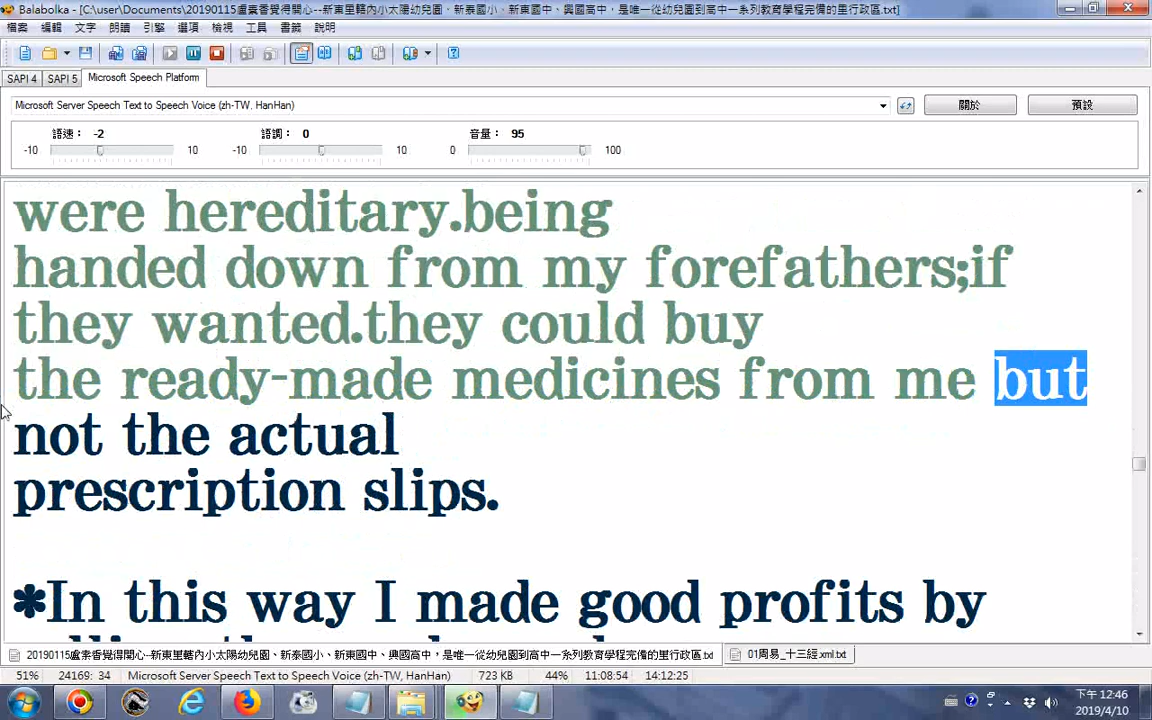 Balabolka - [C:\user\Documents\20190115盧素香覺得開心--新東里轄內小太陽幼兒園、新泰國小、新東國中、興國高中，是唯一從幼兒園到高中一系列教育學程完備的里行政區.txt]
檔案 編輯 文字 朗讀 引擎 選項 檢視 工具 書籤 說明
SAPI 4 SAPI 5 Microsoft Speech Platform
Microsoft Server Speech Text to Speech Voice (zh-TW, HanHan)
關於 預設
語速： -2 語調： 0 音量： 95
-10 10 -10 10 0 100
were hereditary.being
handed down from my forefathers;if
they wanted.they could buy
the ready-made medicines from me but
not the actual
prescription slips.
*In this way I made good profits by
20190115盧素香覺得開心--新東里轄內小太陽幼兒園、新泰國小、新東國中、興國高中，是唯一從幼兒園到高中一系列教育學程完備的里行政區.txt 01周易_十三經.xml.txt
51% 24169: 34 Microsoft Server Speech Text to Speech Voice (zh-TW, HanHan) 723 KB 44% 11:08:54 14:12:25
下午 12:46
2019/4/10